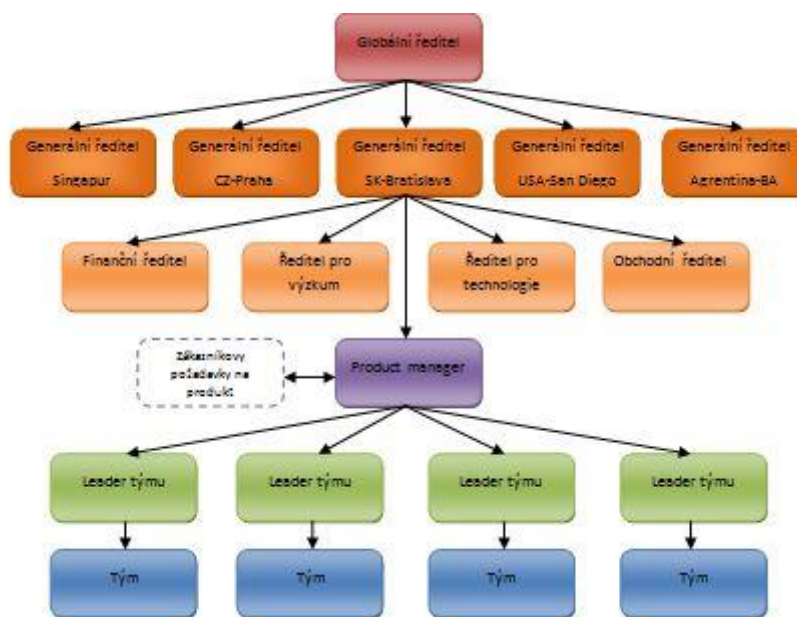 Globální ředitel
Generální ředitel
Singapur
Generální ředitel
CZ-Praha
Generální ředitel
SK-Bratislava
Generální ředitel
USA-San Diego
Generální ředitel
Agrentina-BA
Finanční ředitel
Ředitel pro
výzkum
Ředitel pro
technologie
Obchodní ředitel
Zákasníkovy
požadavky na
produkt
Product manager
Leader týmu
Leader týmu
Leader týmu
Leader týmu
Tým
Tým
Tým
Tým